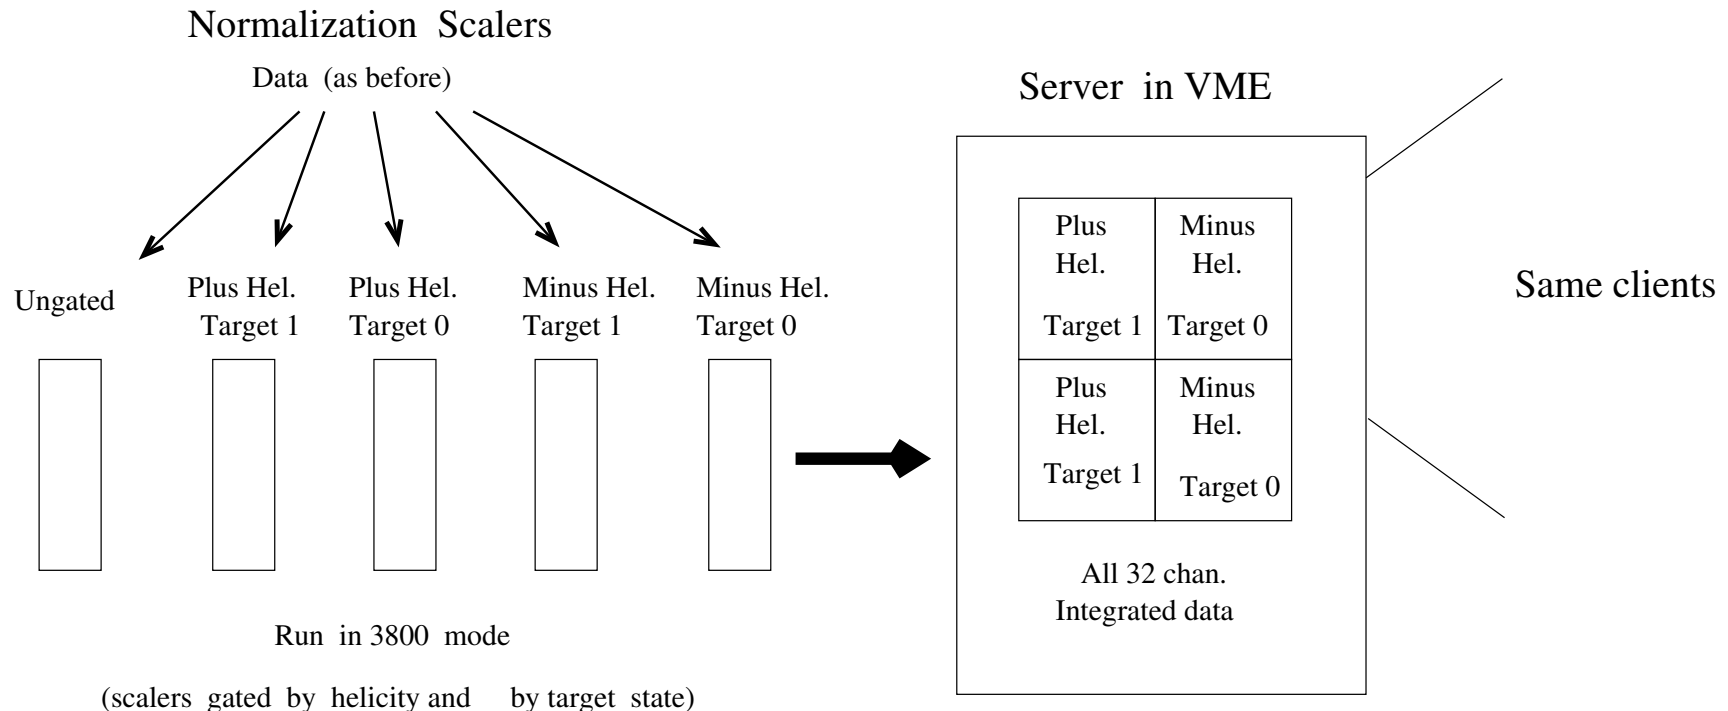 Normalization Scalers
Data (as before)
Ungated
Plus Hel.
Target 1
Plus Hel.
Target 0
Minus Hel.
Target 1
Minus Hel.
Target 0
Run in 3800 mode
(scalers gated by helicity and by target state)
Server in VME
Plus
Hel.
Target 1
Minus
Hel.
Target 0
Plus
Hel.
Target 1
Minus
Hel.
Target 0
All 32 chan.
Integrated data
Same clients